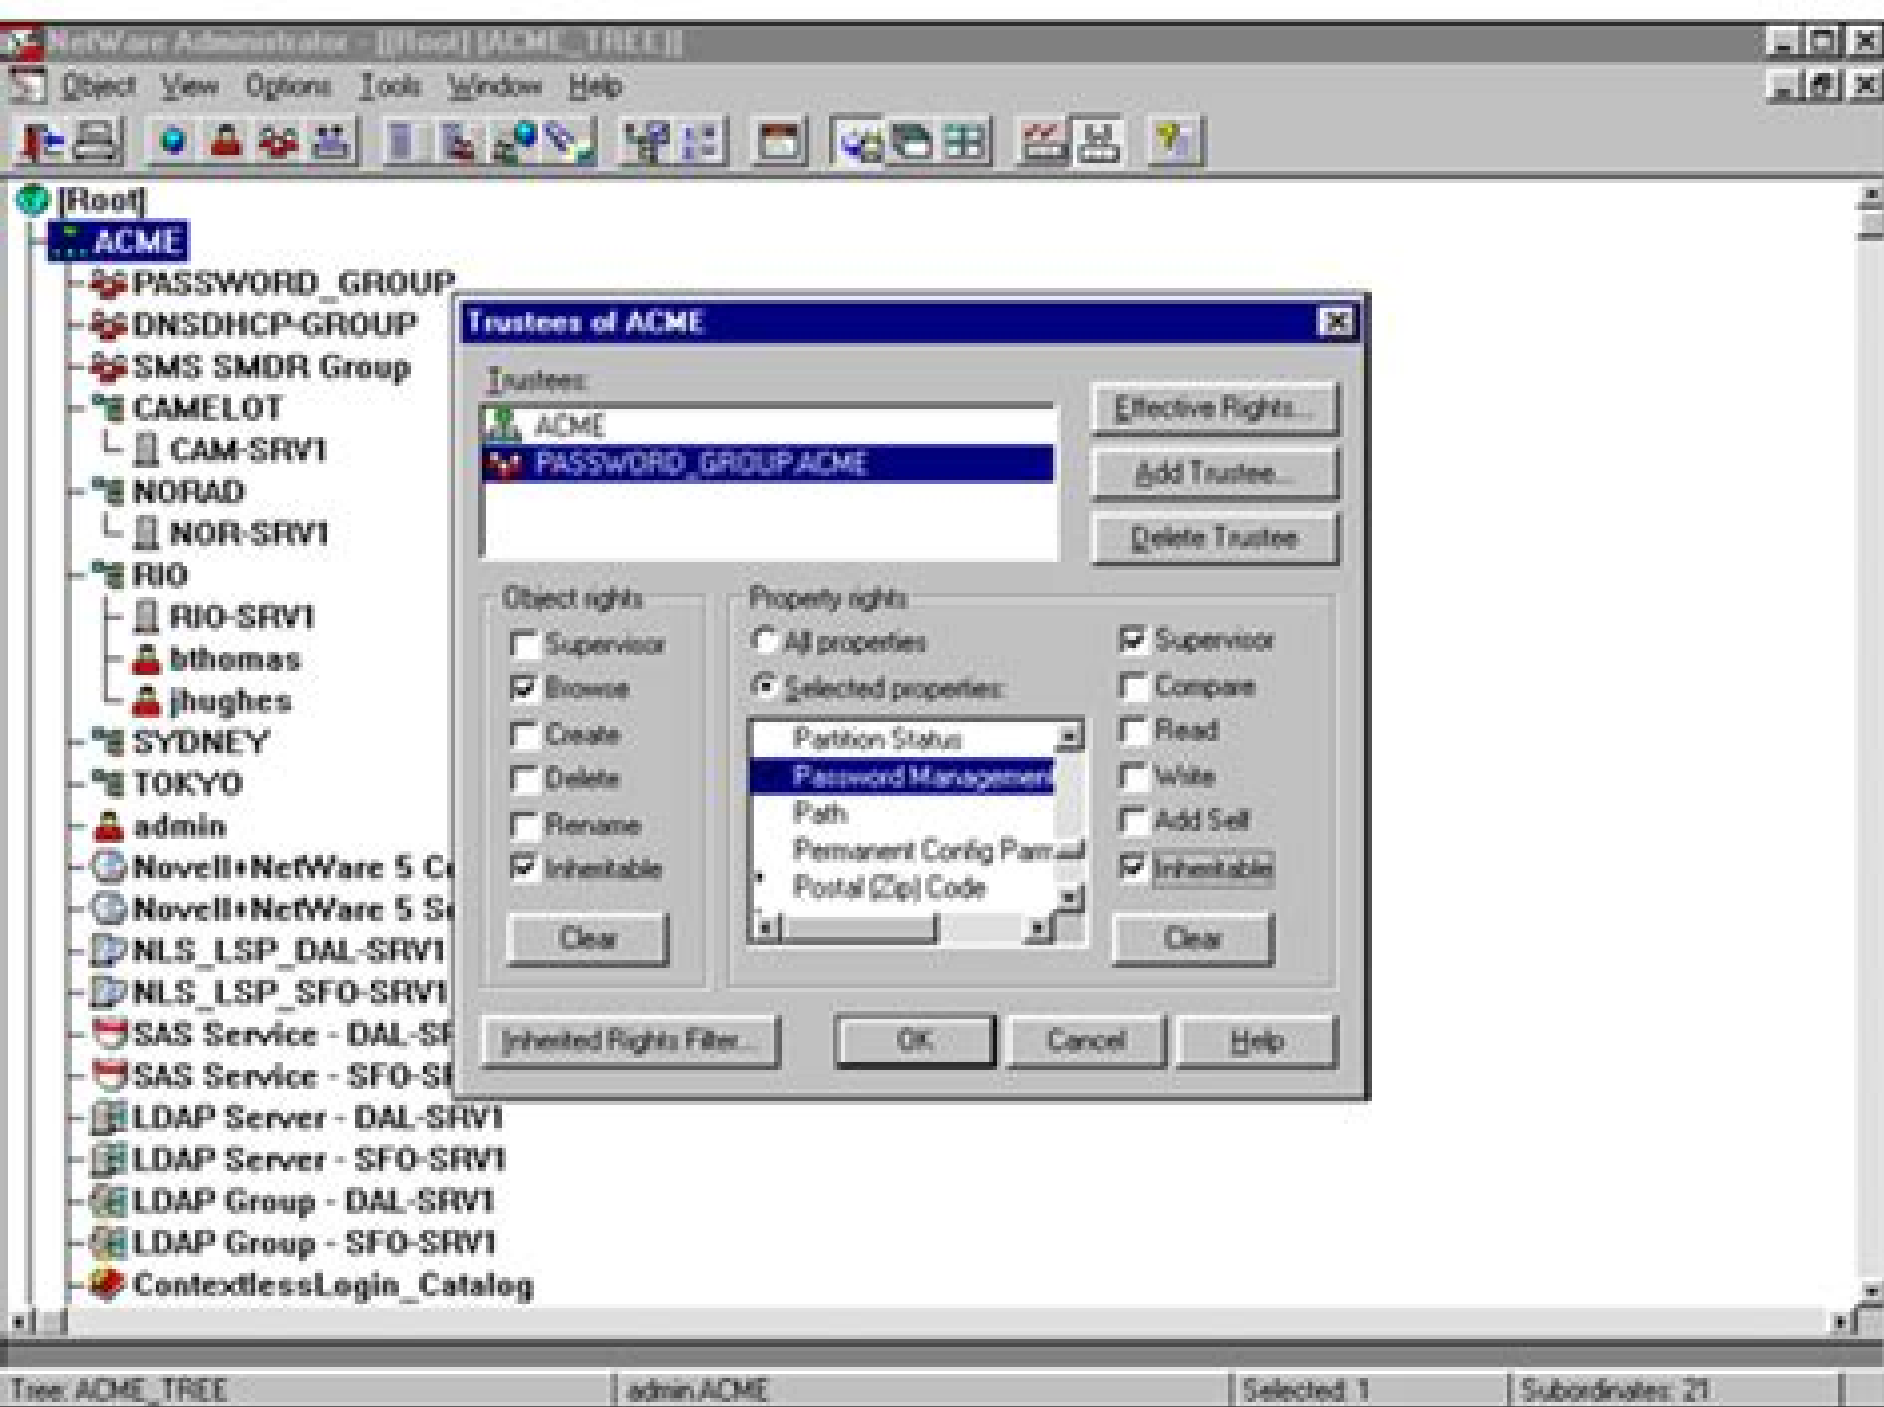 NetWare Administrator - [[Root] [ACME_TREE]]
Object View Options Tools Window Help
[Root]
ACME
PASSWORD_GROUP
DNSDHCP-GROUP
SMS SMDR Group
CAMELOT
CAM-SRV1
NORAD
NOR-SRV1
RIO
RIO-SRV1
bthomas
jhughes
SYDNEY
TOKYO
admin
Novell+NetWare 5 Co
Novell+NetWare 5 Se
NLS_LSP_DAL-SRV1
NLS_LSP_SFO-SRV1
SAS Service - DAL-SR
SAS Service - SFO-SR
LDAP Server - DAL-SRV1
LDAP Server - SFO-SRV1
LDAP Group - DAL-SRV1
LDAP Group - SFO-SRV1
ContextlessLogin_Catalog
Trustees of ACME
Trustees:
ACME
PASSWORD_GROUP.ACME
Effective Rights...
Add Trustee...
Delete Trustee
Object rights
Supervisor
Browse
Create
Delete
Rename
Inheritable
Clear
Property rights
All properties
Selected properties:
Partition Status
Password Management
Path
Permanent Config Parm
Postal (Zip) Code
Supervisor
Compare
Read
Write
Add Self
Inheritable
Clear
Inherited Rights Filter...
OK
Cancel
Help
Tree: ACME_TREE
admin.ACME
Selected: 1
Subordinates: 21